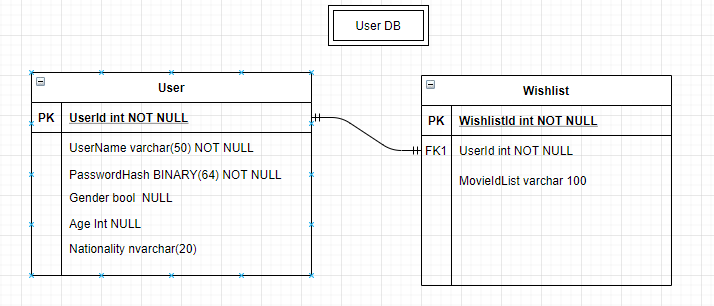 User DB
User
PK UserId int NOT NULL
UserName varchar(50) NOT NULL
PasswordHash BINARY(64) NOT NULL
Gender bool  NULL
Age Int NULL
Nationality nvarchar(20)
Wishlist
PK WishlistId int NOT NULL
FK1 UserId int NOT NULL
MovieIdList varchar 100